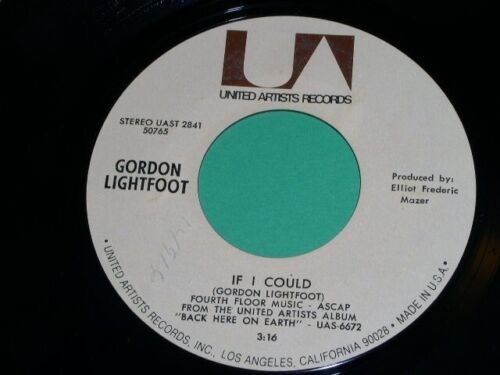 UA
UNITED ARTISTS RECORDS
STEREO UAST 2841
50765
GORDON
LIGHTFOOT
Produced by:
Elliot Frederic
Mazer
IF I COULD
(GORDON LIGHTFOOT)
FOURTH FLOOR MUSIC - ASCAP
FROM THE UNITED ARTISTS ALBUM
"BACK HERE ON EARTH" - UAS-6672
3:16
• UNITED ARTISTS RECORDS, INC., LOS ANGELES, CALIFORNIA 90028 • MADE IN U.S.A. •